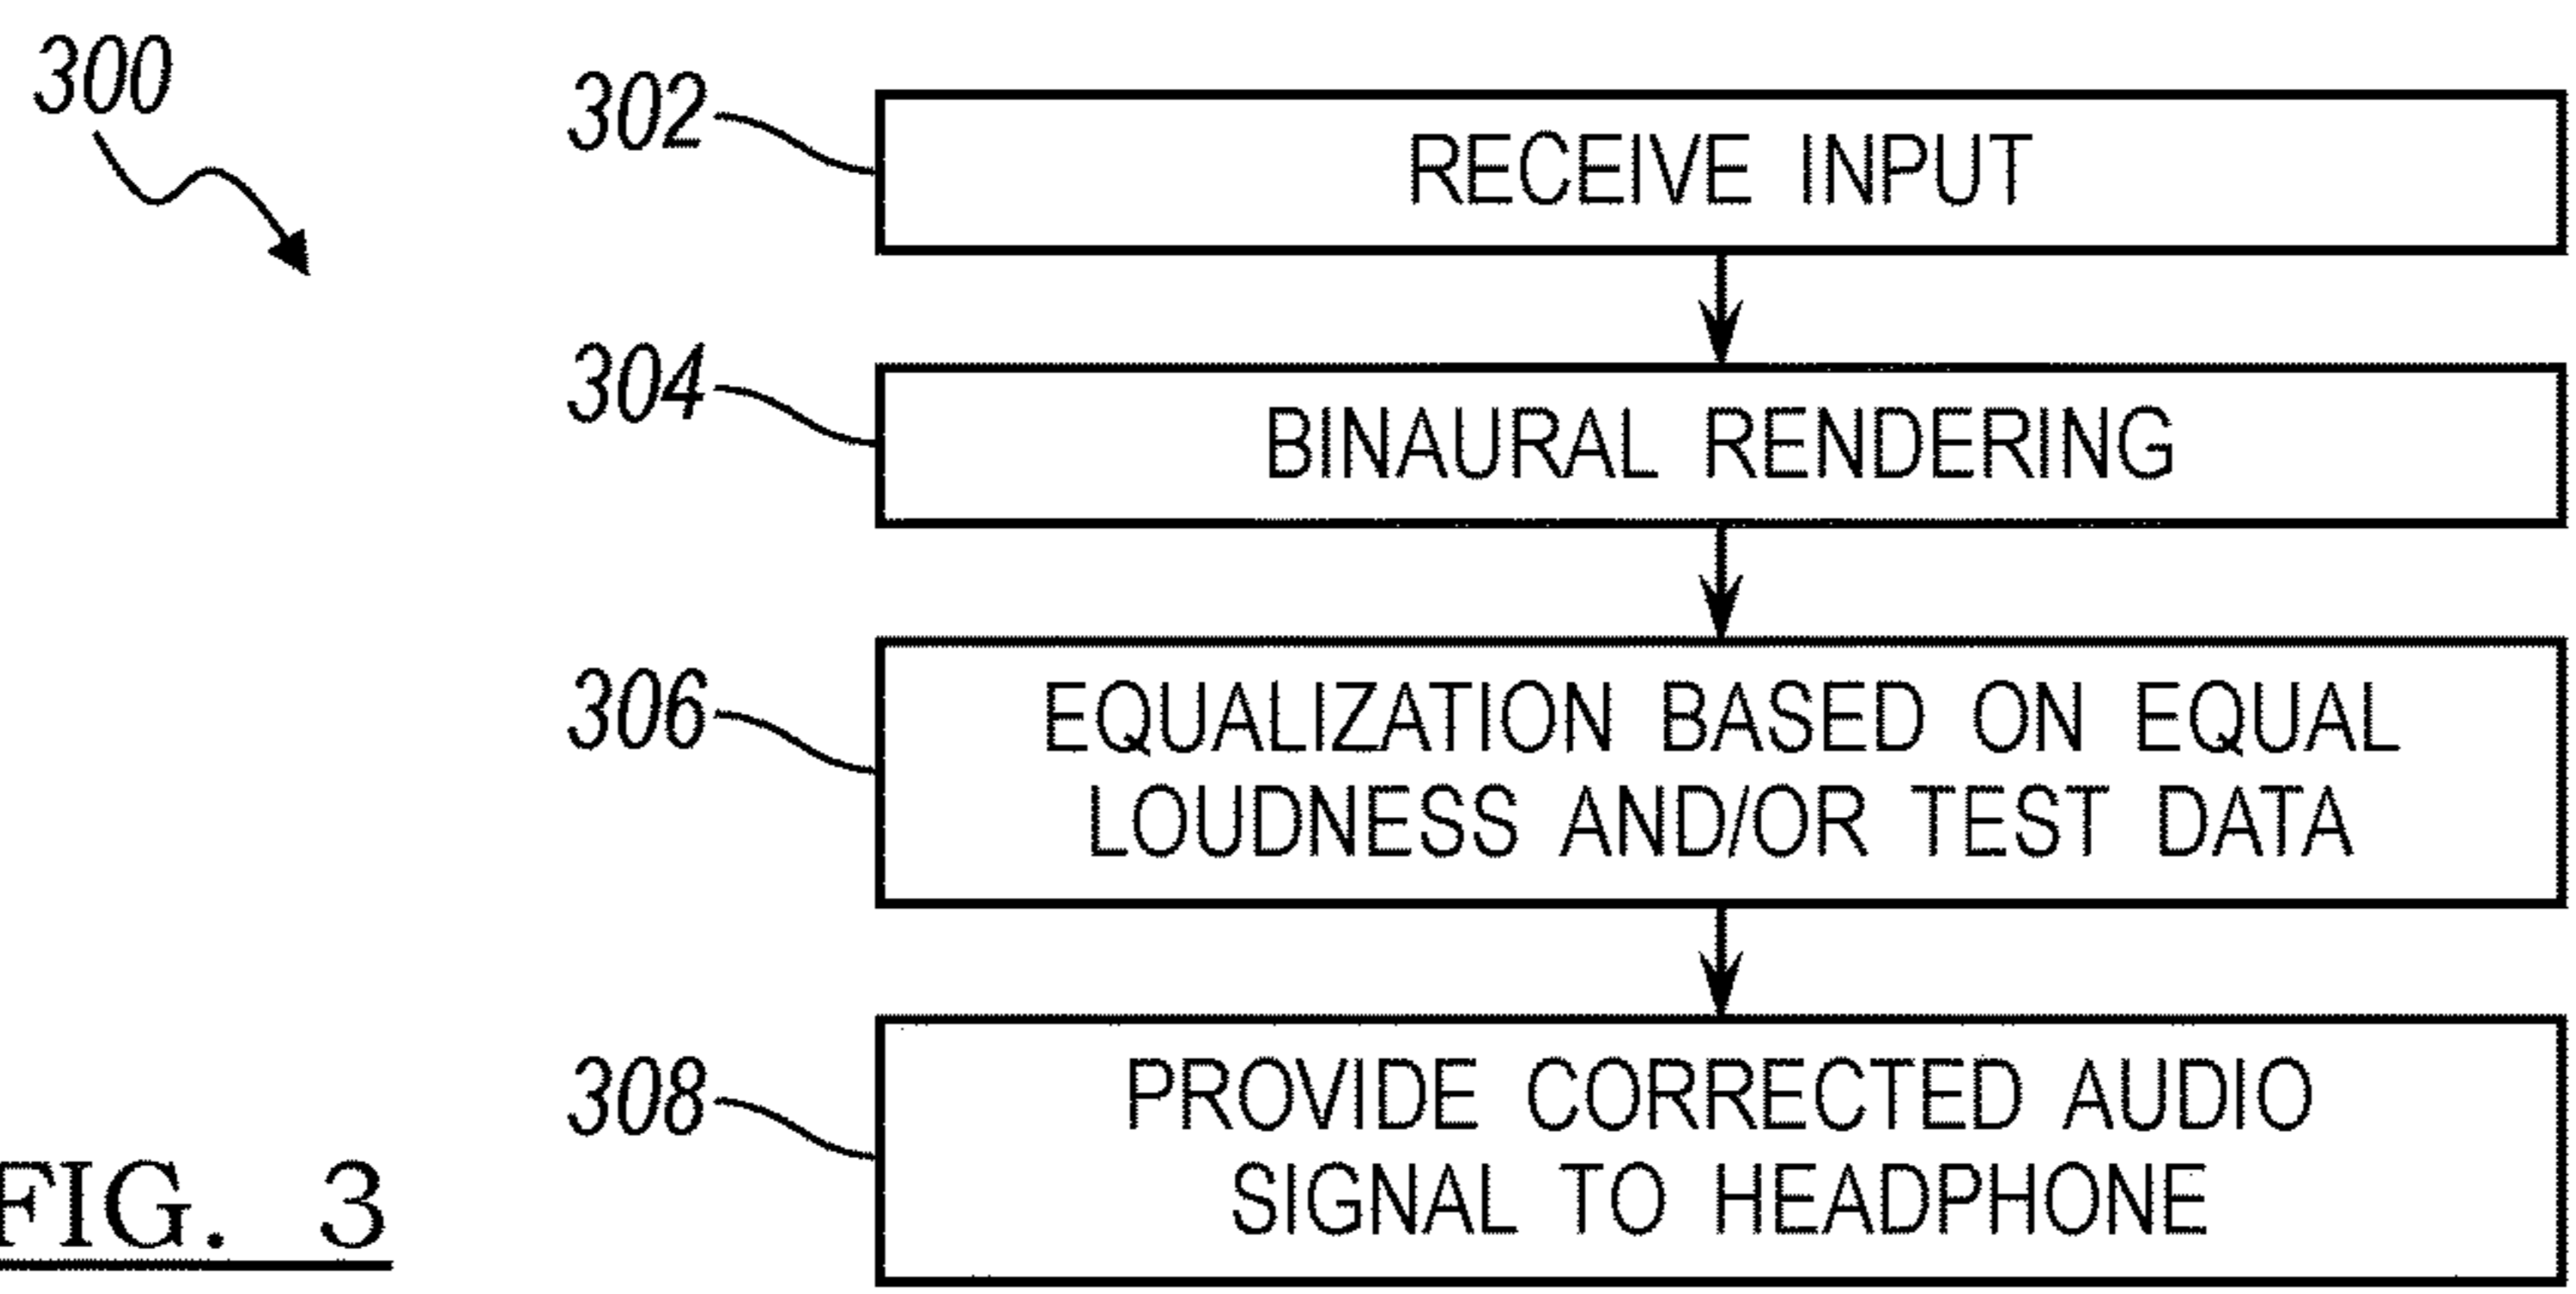 300
302
RECEIVE INPUT
304
BINAURAL RENDERING
306
EQUALIZATION BASED ON EQUAL
LOUDNESS AND/OR TEST DATA
308
PROVIDE CORRECTED AUDIO
SIGNAL TO HEADPHONE
FIG. 3